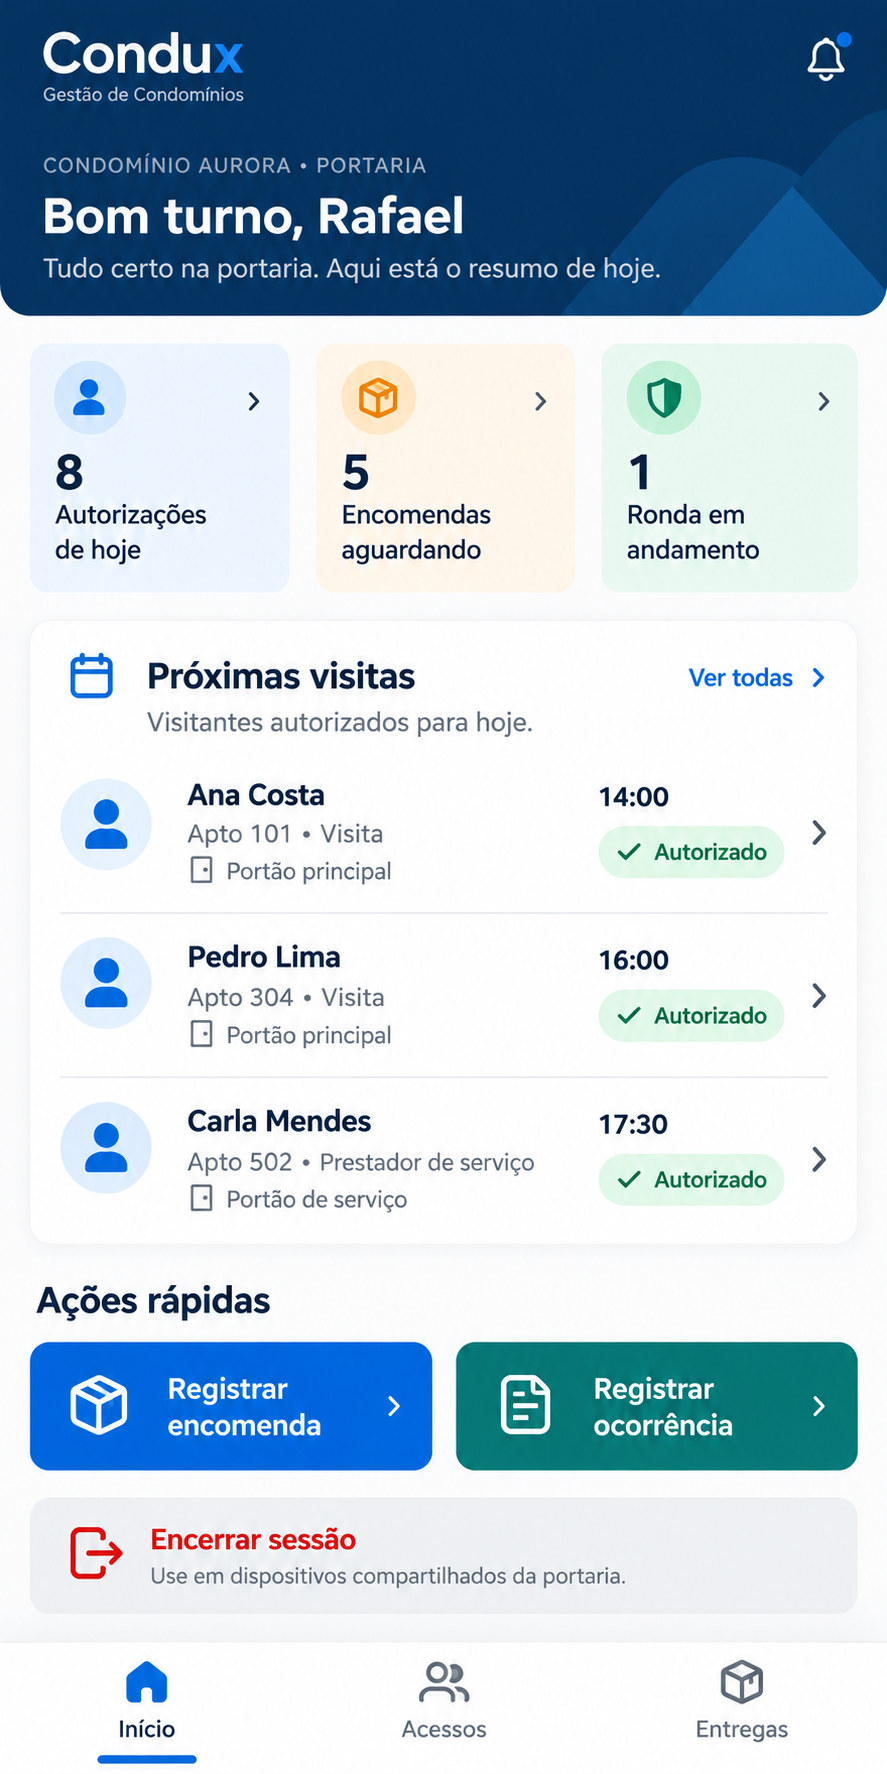 Condux
Gestão de Condomínios
CONDOMÍNIO AURORA • PORTARIA
Bom turno, Rafael
Tudo certo na portaria. Aqui está o resumo de hoje.
8
Autorizações
de hoje
5
Encomendas
aguardando
1
Ronda em
andamento
Próximas visitas
Ver todas
Visitantes autorizados para hoje.
Ana Costa
14:00
Apto 101 • Visita
Autorizado
Portão principal
Pedro Lima
16:00
Apto 304 • Visita
Autorizado
Portão principal
Carla Mendes
17:30
Apto 502 • Prestador de serviço
Autorizado
Portão de serviço
Ações rápidas
Registrar
encomenda
Registrar
ocorrência
Encerrar sessão
Use em dispositivos compartilhados da portaria.
Início
Acessos
Entregas